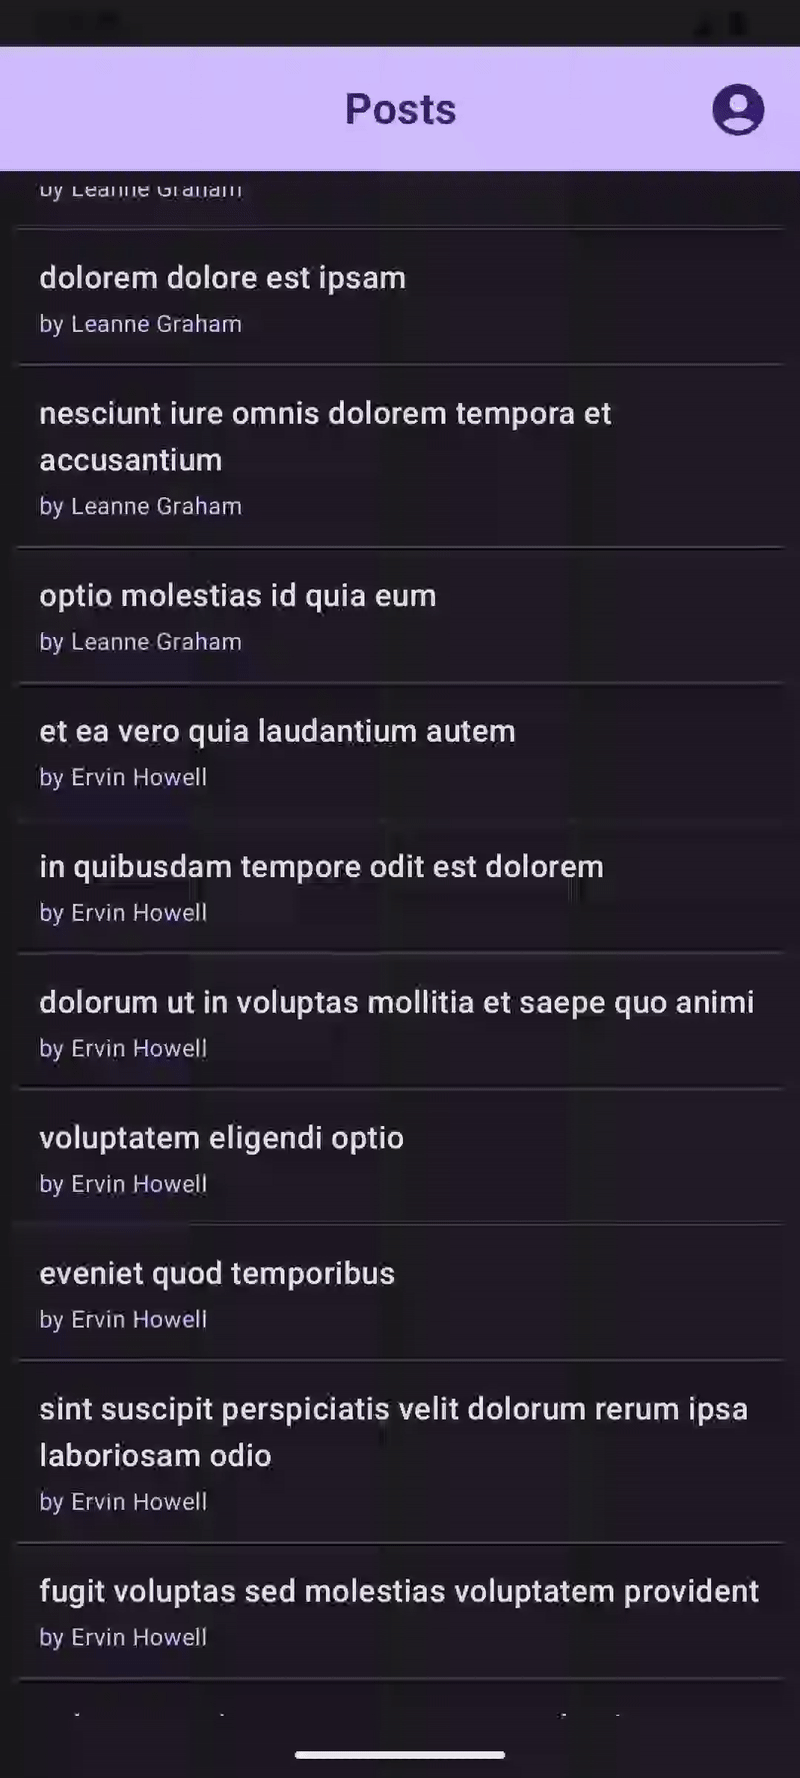 Posts
by Leanne Graham
dolorem dolore est ipsam
by Leanne Graham
nesciunt iure omnis dolorem tempora et
accusantium
by Leanne Graham
optio molestias id quia eum
by Leanne Graham
et ea vero quia laudantium autem
by Ervin Howell
in quibusdam tempore odit est dolorem
by Ervin Howell
dolorum ut in voluptas mollitia et saepe quo animi
by Ervin Howell
voluptatem eligendi optio
by Ervin Howell
eveniet quod temporibus
by Ervin Howell
sint suscipit perspiciatis velit dolorum rerum ipsa
laboriosam odio
by Ervin Howell
fugit voluptas sed molestias voluptatem provident
by Ervin Howell